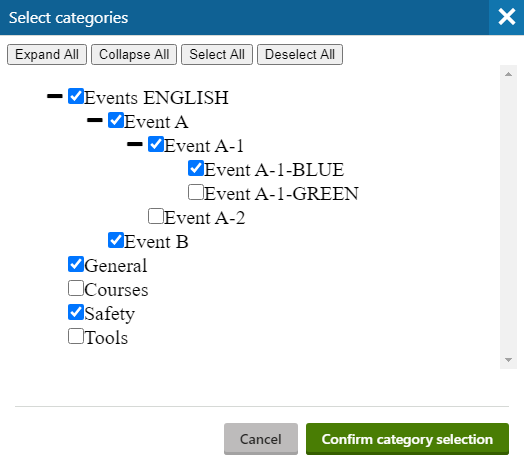 Select categories
Expand All Collapse All Select All Deselect All
Events ENGLISH
Event A
Event A-1
Event A-1-BLUE
Event A-1-GREEN
Event A-2
Event B
General
Courses
Safety
Tools
Cancel Confirm category selection